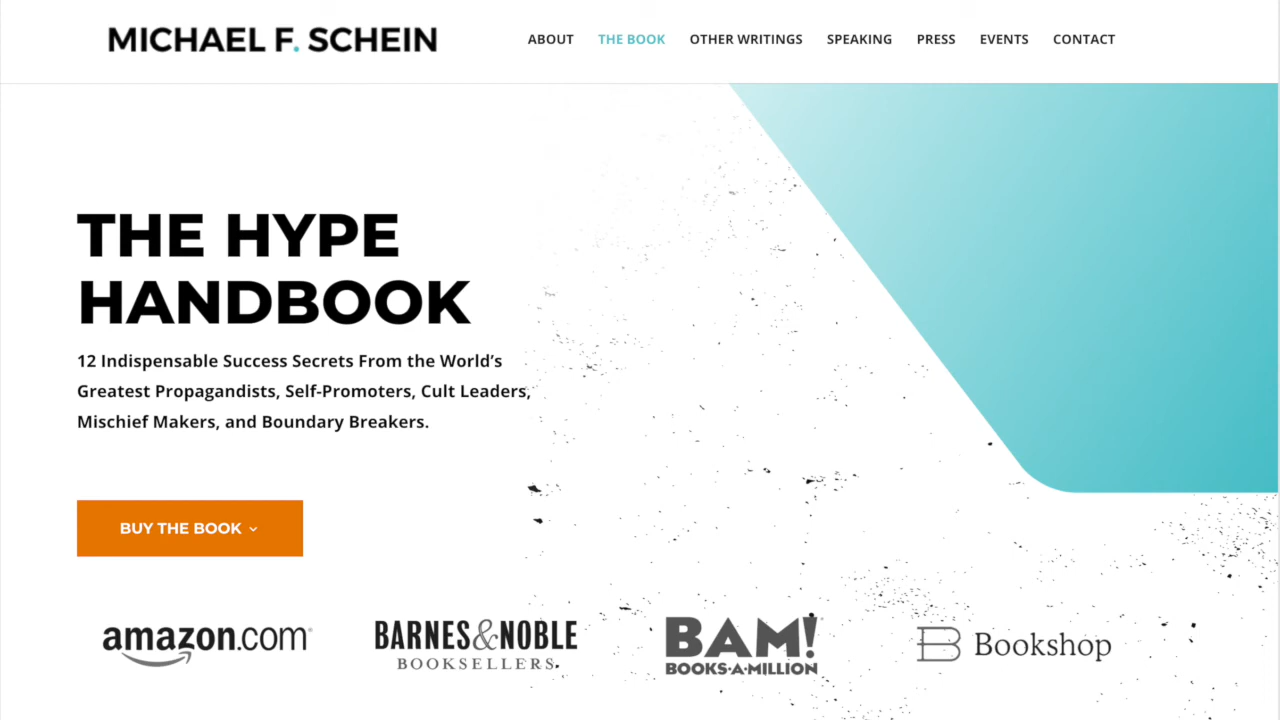 MICHAEL F. SCHEIN
ABOUT THE BOOK OTHER WRITINGS SPEAKING PRESS EVENTS CONTACT
THE HYPE
HANDBOOK
12 Indispensable Success Secrets From the World’s
Greatest Propagandists, Self-Promoters, Cult Leaders,
Mischief Makers, and Boundary Breakers.
BUY THE BOOK
amazon.com®
BARNES&NOBLE
BOOKSELLERS
BAM!
BOOKS·A·MILLION
B Bookshop